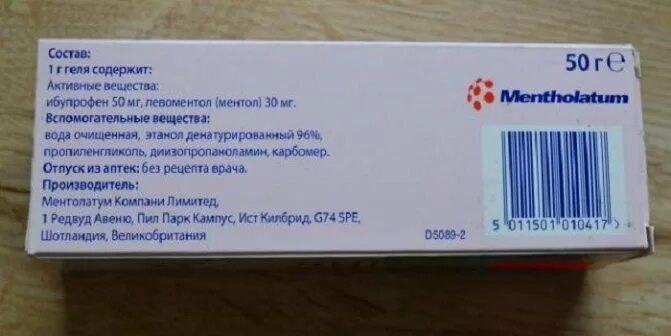 Состав:
1 г геля содержит:
Активные вещества:
ибупрофен 50 мг, левоментол (ментол) 30 мг.
Вспомогательные вещества:
вода очищенная, этанол денатурированный 96%,
пропиленгликоль, диизопропаноламин, карбомер.
Отпуск из аптек: без рецепта врача.
Производитель:
Ментолатум Компани Лимитед,
1 Редвуд Авеню, Пил Парк Кампус, Ист Килбрид, G74 5PE,
Шотландия, Великобритания
D5089-2
50 г ℮
Mentholatum
5 011501 010417 >